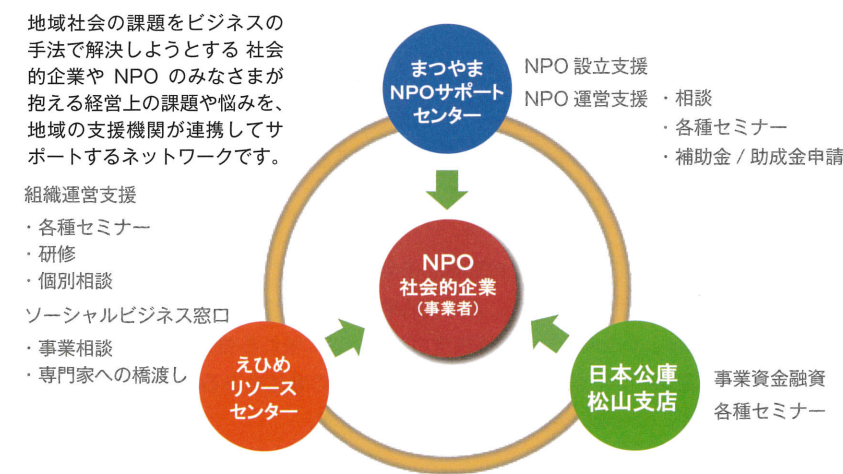 地域社会の課題をビジネスの
手法で解決しようとする 社会
的企業や NPO のみなさまが
抱える経営上の課題や悩みを、
地域の支援機関が連携してサ
ポートするネットワークです。
まつやま
NPOサポート
センター
NPO 設立支援
NPO 運営支援 ・相談
・各種セミナー
・補助金 / 助成金申請
組織運営支援
・各種セミナー
・研修
・個別相談
ソーシャルビジネス窓口
・事業相談
・専門家への橋渡し
NPO
社会的企業
(事業者)
えひめ
リソース
センター
日本公庫
松山支店
事業資金融資
各種セミナー